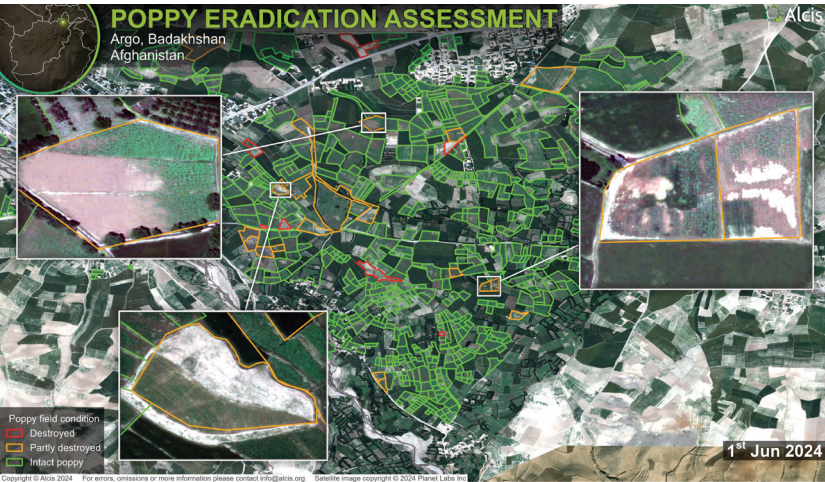 POPPY ERADICATION ASSESSMENT
Argo, Badakhshan
Afghanistan
Alcis
Poppy field condition
Destroyed
Partly destroyed
Intact poppy
1st Jun 2024
Copyright © Alcis 2024 For errors, omissions or more information please contact info@alcis.org Satellite image copyright © 2024 Planet Labs Inc